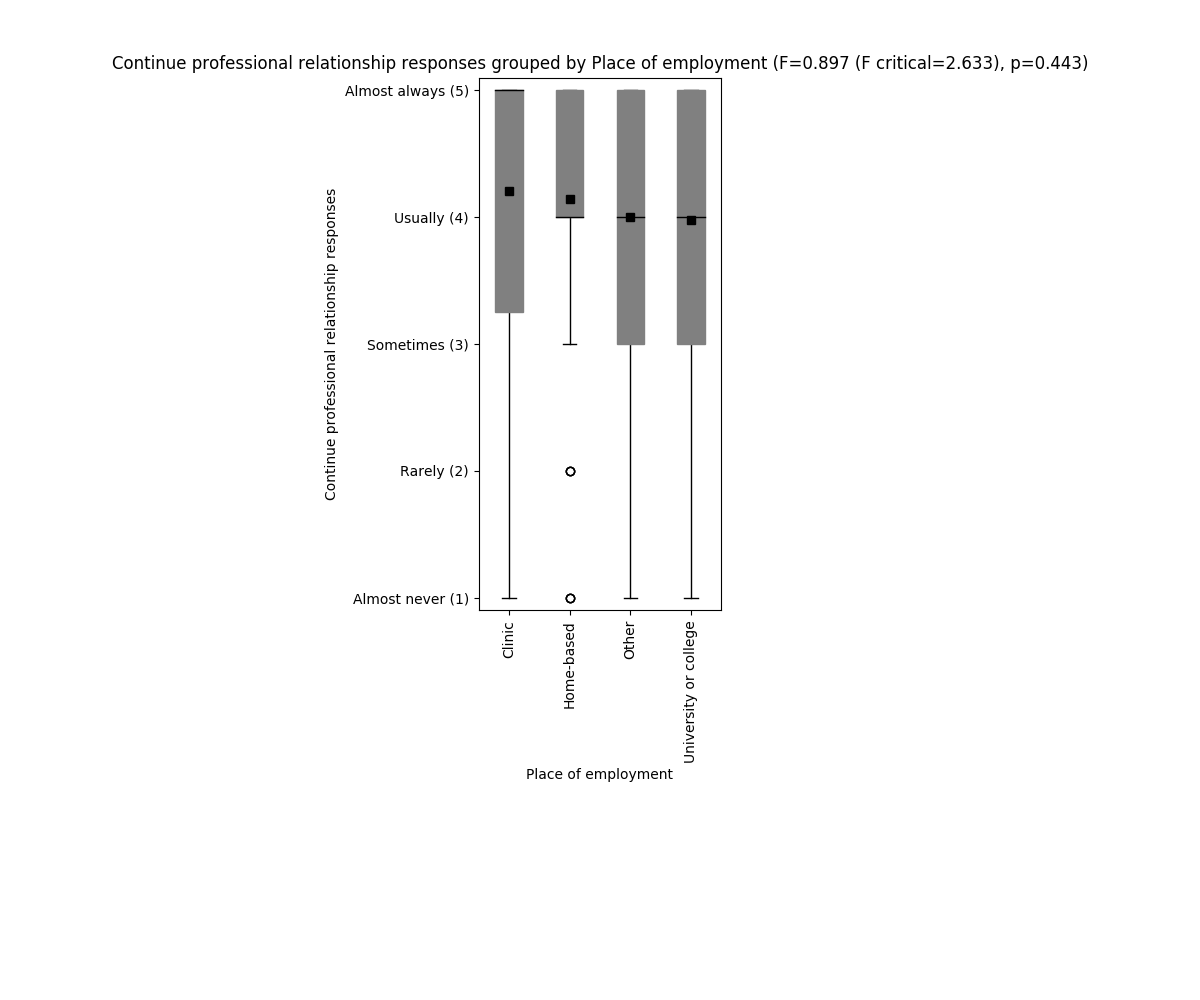 Continue professional relationship responses grouped by Place of employment (F=0.897 (F critical=2.633), p=0.443)
Continue professional relationship responses
Almost always (5)
Usually (4)
Sometimes (3)
Rarely (2)
Almost never (1)
Clinic
Home-based
Other
University or college
Place of employment